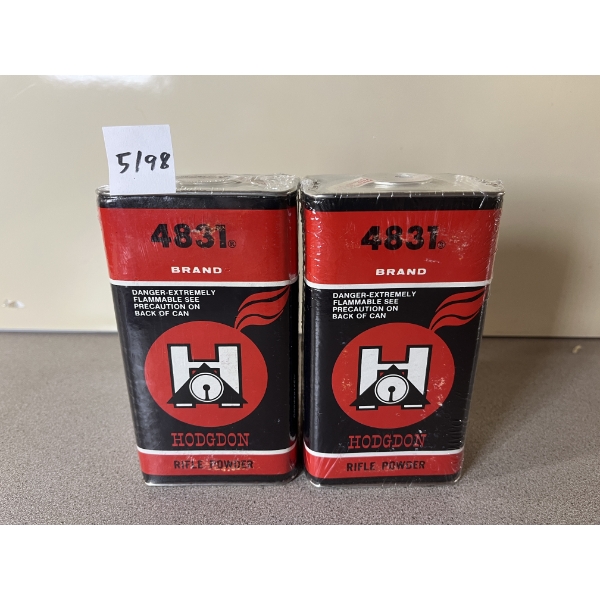 5198
4831®
BRAND
DANGER-EXTREMELY
FLAMMABLE SEE
PRECAUTION ON
BACK OF CAN
H
HODGDON
RIFLE POWDER
4831®
BRAND
DANGER-EXTREMELY
FLAMMABLE SEE
PRECAUTION ON
BACK OF CAN
H
HODGDON
RIFLE POWDER